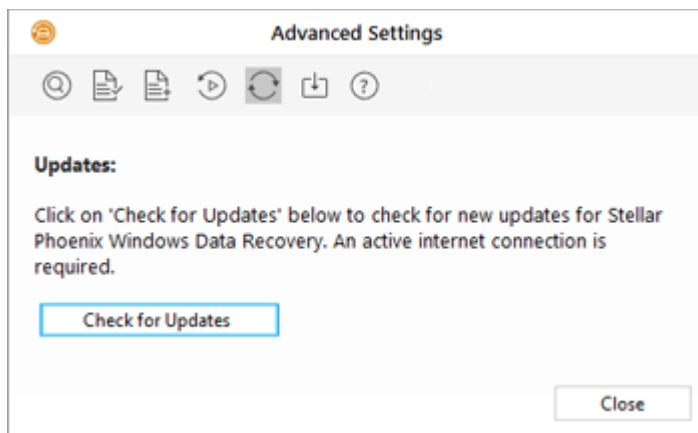 Advanced Settings
Updates:
Click on 'Check for Updates' below to check for new updates for Stellar
Phoenix Windows Data Recovery. An active internet connection is
required.
Check for Updates
Close